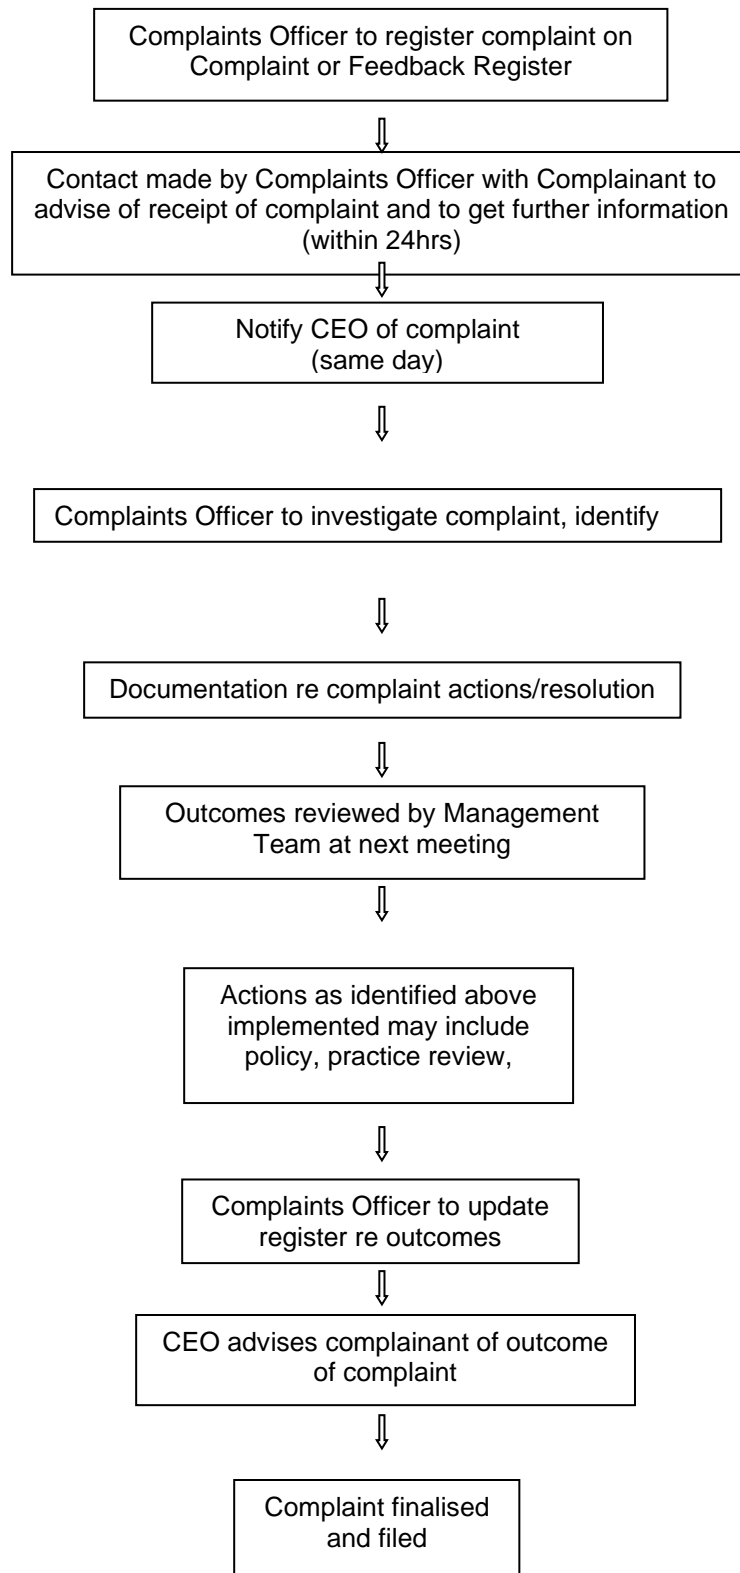 Complaints Officer to register complaint on
Complaint or Feedback Register
Contact made by Complaints Officer with Complainant to
advise of receipt of complaint and to get further information
(within 24hrs)
Notify CEO of complaint
(same day)
Complaints Officer to investigate complaint, identify
Documentation re complaint actions/resolution
Outcomes reviewed by Management
Team at next meeting
Actions as identified above
implemented may include
policy, practice review,
Complaints Officer to update
register re outcomes
CEO advises complainant of outcome
of complaint
Complaint finalised
and filed